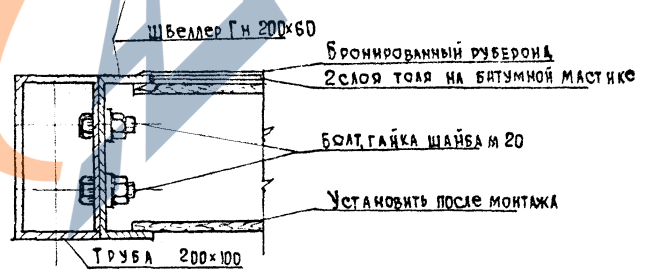 Швеллер Гн 200×60
Бронированный рубероид
2 слоя толя на битумной мастике
Болт, гайка шайба м 20
Установить после монтажа
Труба 200×100